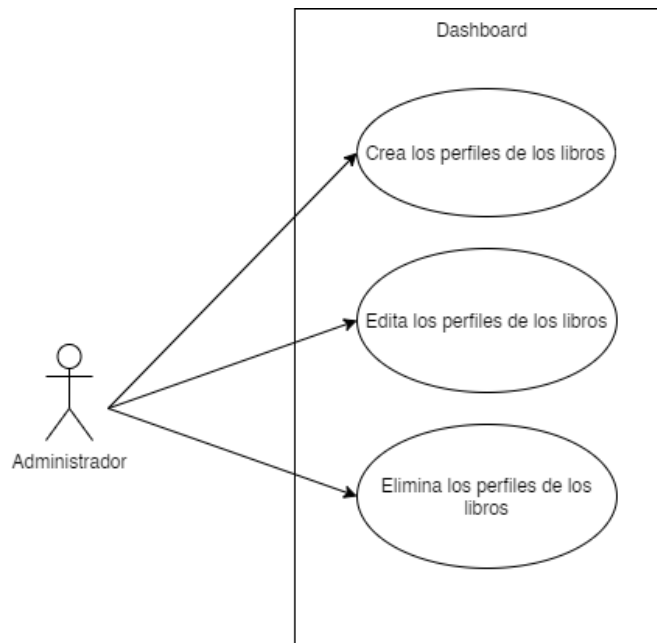 Dashboard
Crea los perfiles de los libros
Edita los perfiles de los libros
Administrador
Elimina los perfiles de los
libros